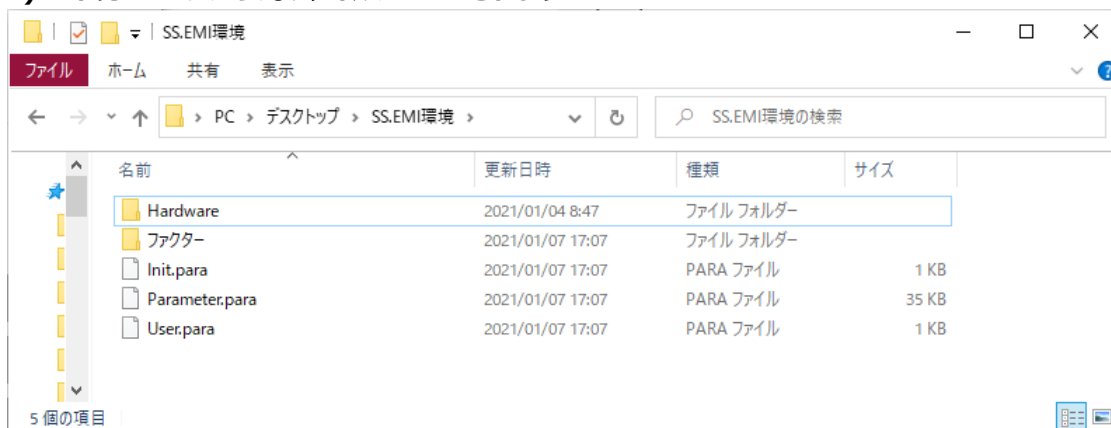 SS.EMI環境
ファイル ホーム 共有 表示
PC デスクトップ SS.EMI環境 SS.EMI環境の検索
名前 更新日時 種類 サイズ
Hardware 2021/01/04 8:47 ファイル フォルダー
ファクター 2021/01/07 17:07 ファイル フォルダー
Init.para 2021/01/07 17:07 PARA ファイル 1 KB
Parameter.para 2021/01/07 17:07 PARA ファイル 35 KB
User.para 2021/01/07 17:07 PARA ファイル 1 KB
5 個の項目